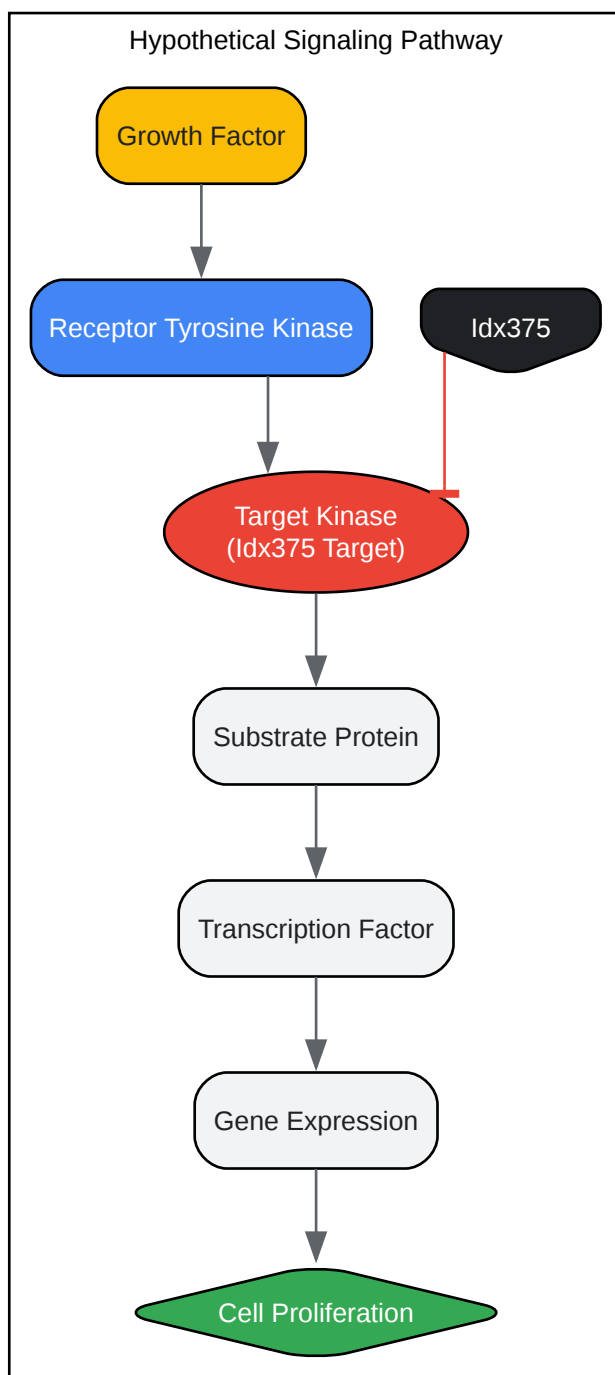 Hypothetical Signaling Pathway
Growth Factor
Receptor Tyrosine Kinase
Idx375
Target Kinase
(Idx375 Target)
Substrate Protein
Transcription Factor
Gene Expression
Cell Proliferation